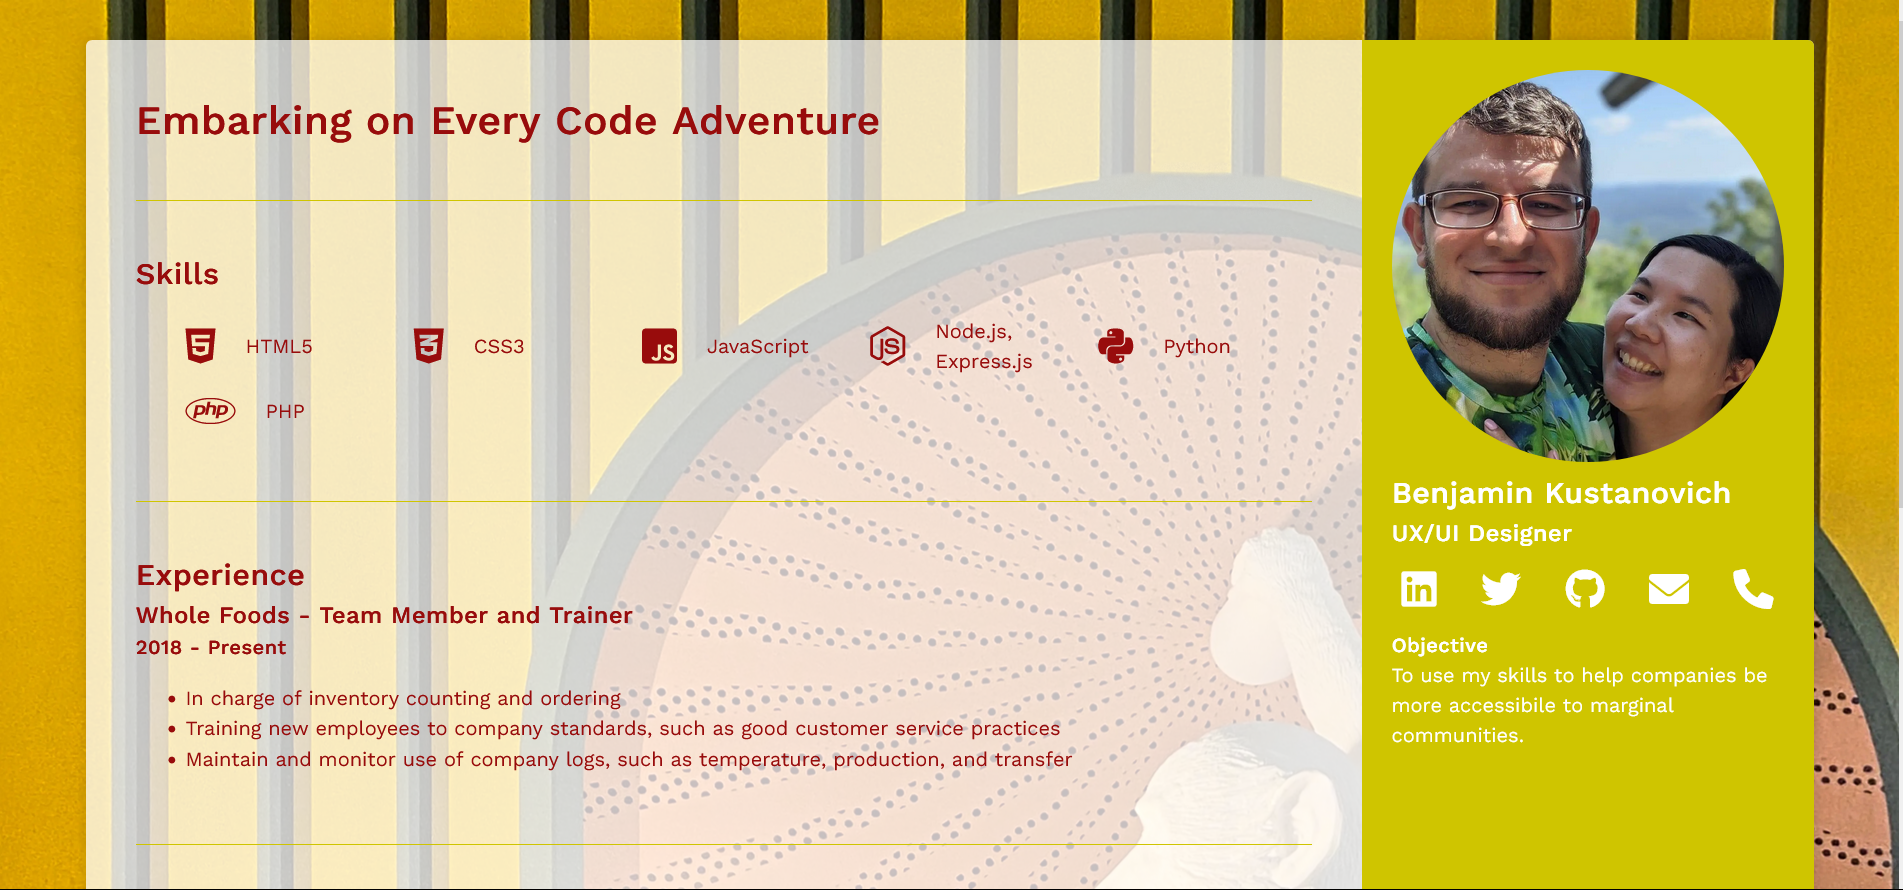 Embarking on Every Code Adventure
Skills
HTML5
CSS3
JS JavaScript
JS Node.js,
Express.js
Python
php PHP
Experience
Whole Foods - Team Member and Trainer
2018 - Present
• In charge of inventory counting and ordering
• Training new employees to company standards, such as good customer service practices
• Maintain and monitor use of company logs, such as temperature, production, and transfer
Benjamin Kustanovich
UX/UI Designer
in
Objective
To use my skills to help companies be
more accessibile to marginal
communities.